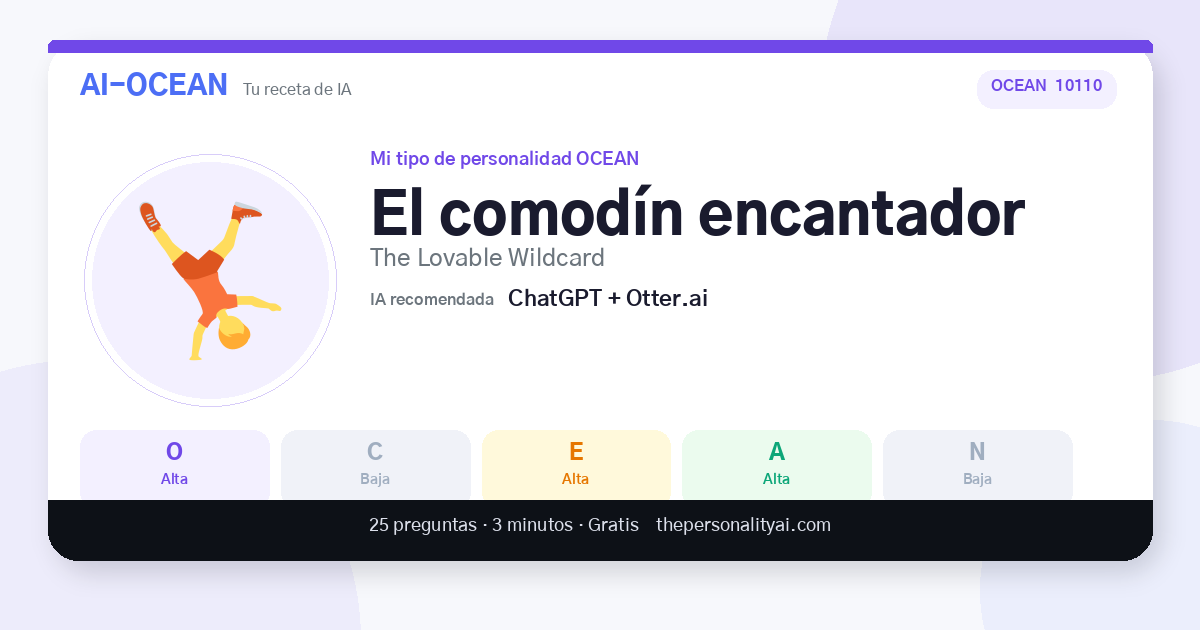 AI-OCEAN Tu receta de IA OCEAN 10110
Mi tipo de personalidad OCEAN
El comodín encantador
The Lovable Wildcard
IA recomendada ChatGPT + Otter.ai
O C E A N
Alta Baja Alta Alta Baja
25 preguntas · 3 minutos · Gratis thepersonalityai.com